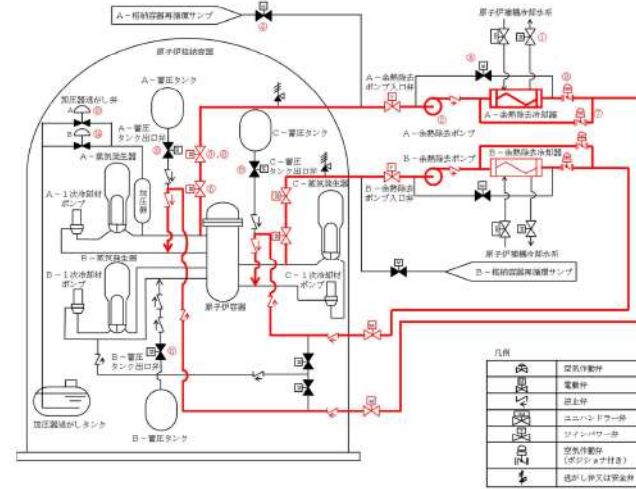 A－格納容器再循環サンプ
原子炉補機冷却水系
原子炉格納容器
A－蓄圧タンク
A－余熱除去
ポンプ入口弁
加圧器逃がし弁
A
B
A－蓄圧
タンク出口弁
C－蓄圧タンク
A－余熱除去冷却器
A－余熱除去ポンプ
B－余熱除去ポンプ
B－余熱除去冷却器
A－蒸気発生器
C－蓄圧
タンク出口弁
C－蒸気発生器
B－余熱除去
ポンプ入口弁
A－1次冷却材
ポンプ
加圧器
B－蒸気発生器
原子炉補機冷却水系
B－格納容器再循環サンプ
B－1次冷却材
ポンプ
C－1次冷却材
ポンプ
原子炉容器
B－蓄圧
タンク出口弁
加圧器逃がしタンク
B－蓄圧タンク
凡例
空気作動弁
電動弁
逆止弁
ユニハンドラー弁
ツインパワー弁
空気作動弁
(ポジショナ付き)
逃がし弁又は安全弁